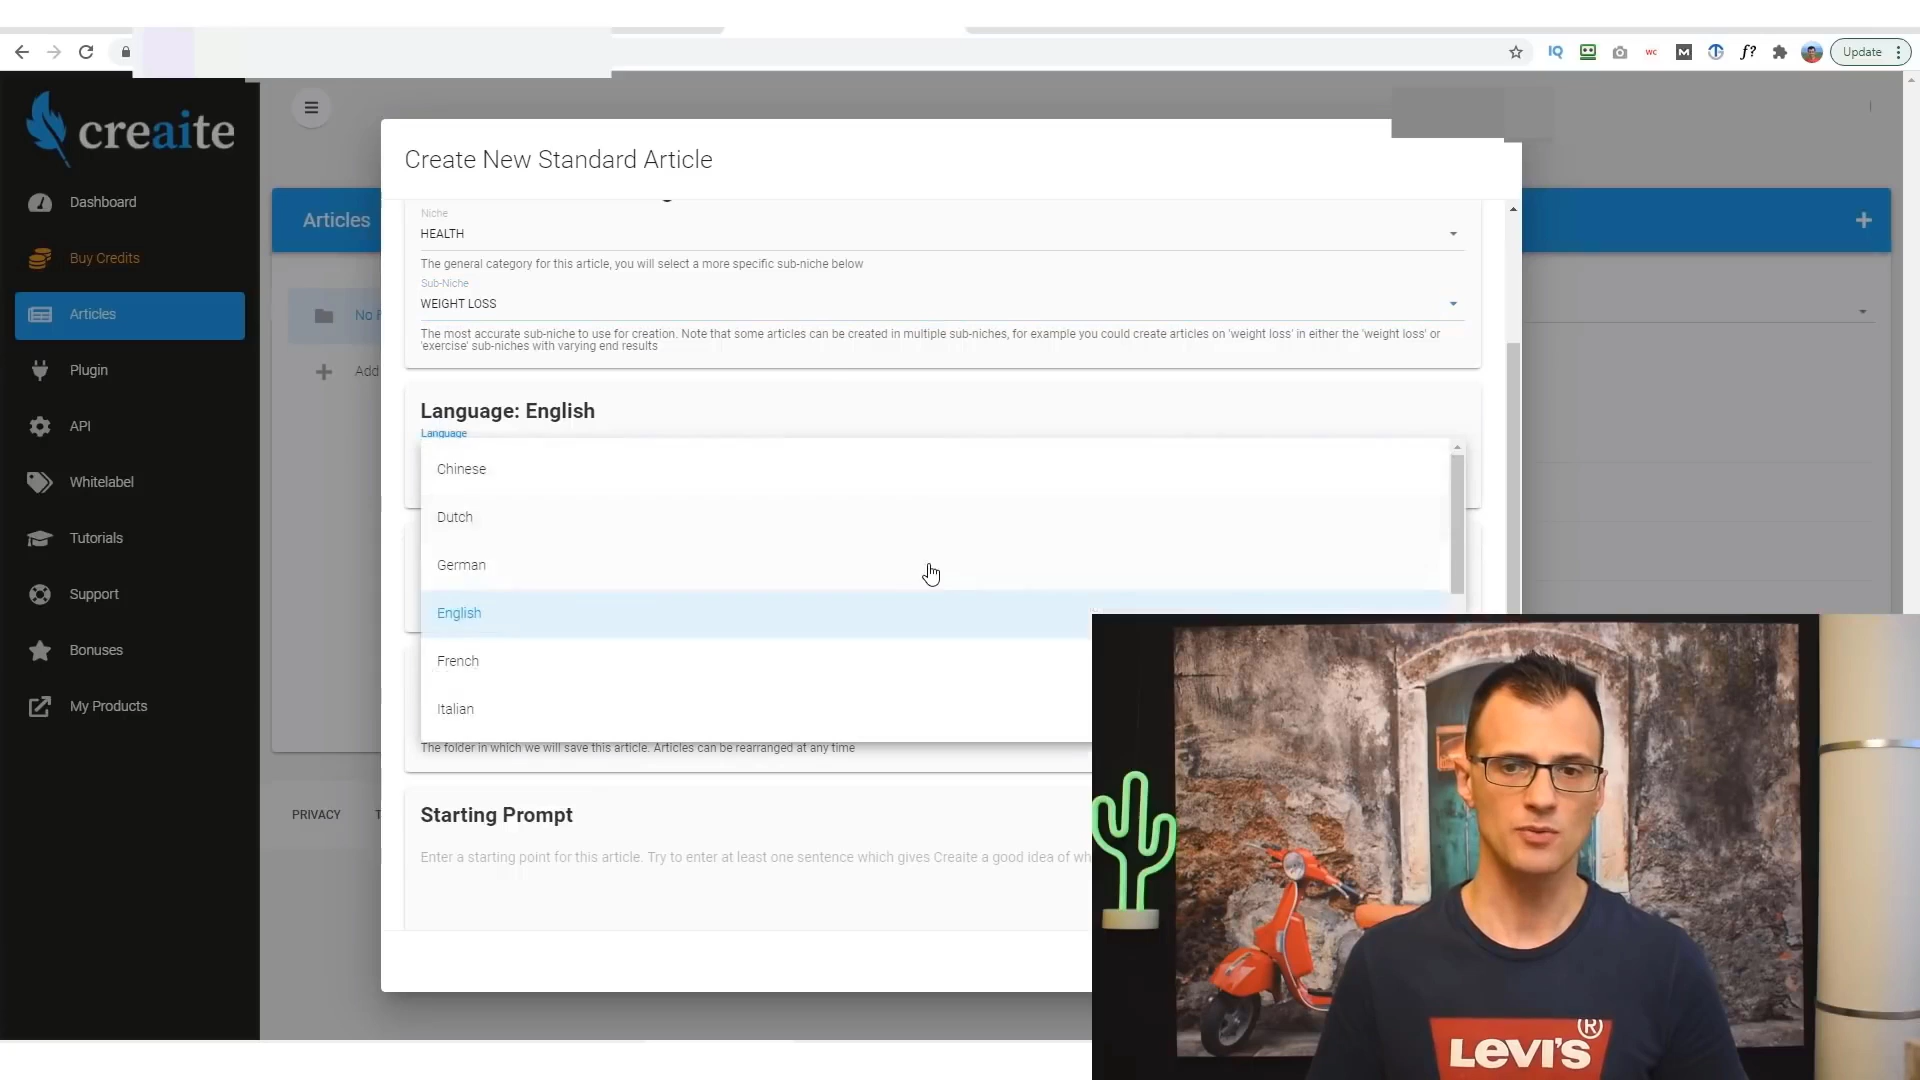 Update
creaite
Create New Standard Article
Dashboard
Niche
Articles
HEALTH
Buy Credits
The general category for this article, you will select a more specific sub-niche below
Sub-Niche
WEIGHT LOSS
Articles
The most accurate sub-niche to use for creation. Note that some articles can be created in multiple sub-niches, for example you could create articles on 'weight loss' in either the 'weight loss' or
'exercise' sub-niches with varying end results
Plugin
Add
Language: English
API
Language
Chinese
Whitelabel
Dutch
Tutorials
German
Support
English
Bonuses
French
My Products
Italian
The folder in which we will save this article. Articles can be rearranged at any time
PRIVACY
Starting Prompt
Enter a starting point for this article. Try to enter at least one sentence which gives Creaite a good idea of
LEVI'S ®